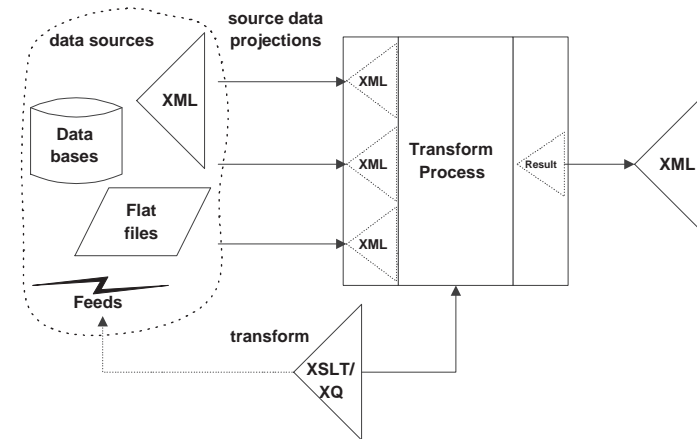 source data
projections
data sources
XML
Data
bases
Flat
files
Feeds
XML
XML
XML
Transform
Process
Result
XML
transform
XSLT/
XQ